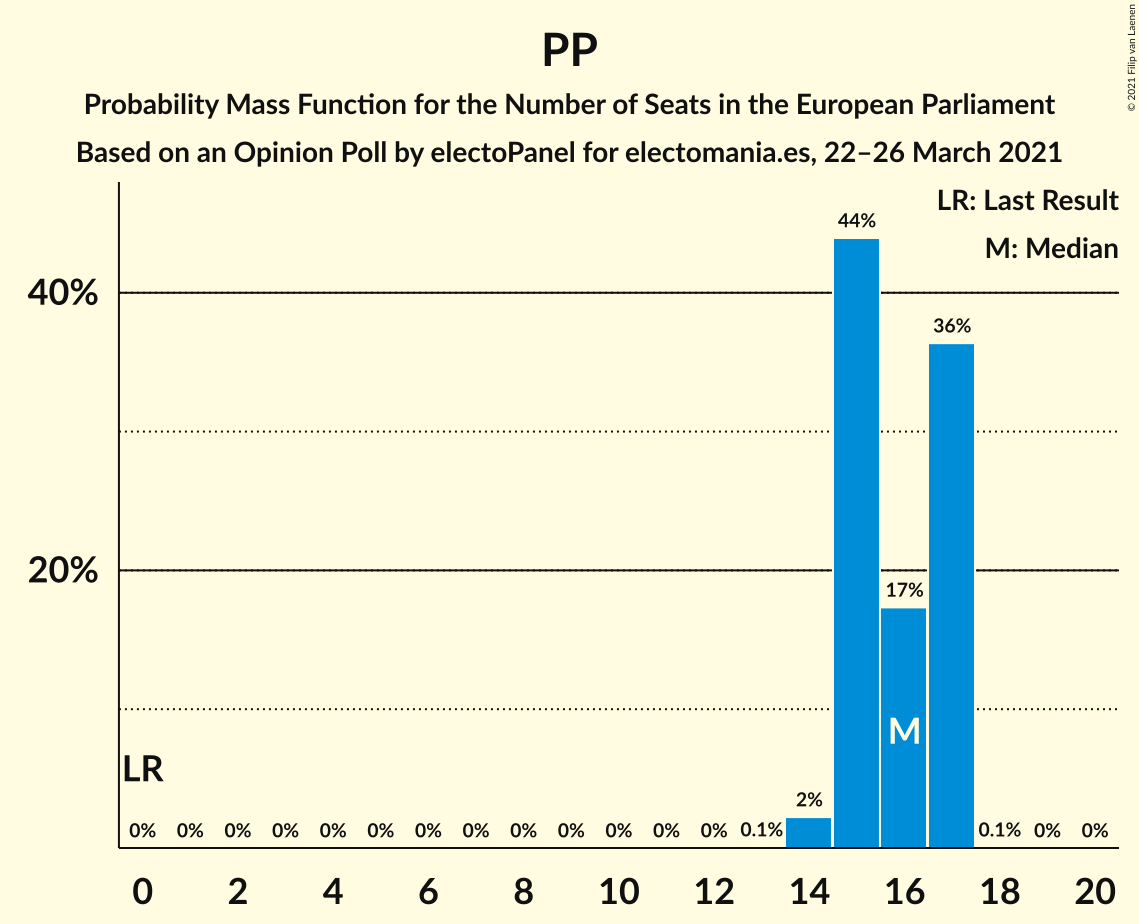 PP
Probability Mass Function for the Number of Seats in the European Parliament
Based on an Opinion Poll by electoPanel for electomania.es, 22–26 March 2021
© 2021 Filip van Laenen
LR: Last Result
M: Median
44%
40%
36%
20%
17%
M
LR
2%
0% 0% 0% 0% 0% 0% 0% 0% 0% 0% 0% 0% 0% 0.1% 0.1% 0% 0%
0 2 4 6 8 10 12 14 16 18 20